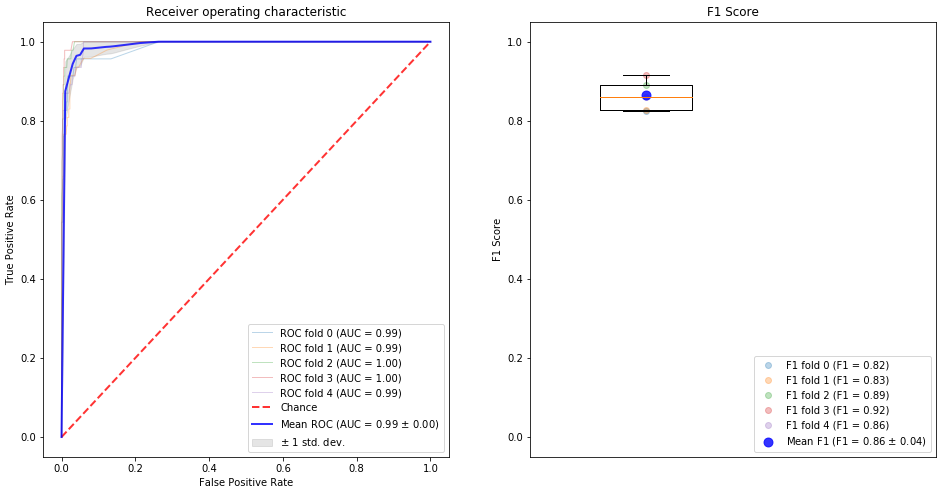 Receiver operating characteristic
True Positive Rate
1.0
0.8
0.6
0.4
0.2
0.0
0.0 0.2 0.4 0.6 0.8 1.0
False Positive Rate
ROC fold 0 (AUC = 0.99)
ROC fold 1 (AUC = 0.99)
ROC fold 2 (AUC = 1.00)
ROC fold 3 (AUC = 1.00)
ROC fold 4 (AUC = 0.99)
Chance
Mean ROC (AUC = 0.99 ± 0.00)
± 1 std. dev.
F1 Score
F1 Score
1.0
0.8
0.6
0.4
0.2
0.0
F1 fold 0 (F1 = 0.82)
F1 fold 1 (F1 = 0.83)
F1 fold 2 (F1 = 0.89)
F1 fold 3 (F1 = 0.92)
F1 fold 4 (F1 = 0.86)
Mean F1 (F1 = 0.86 ± 0.04)